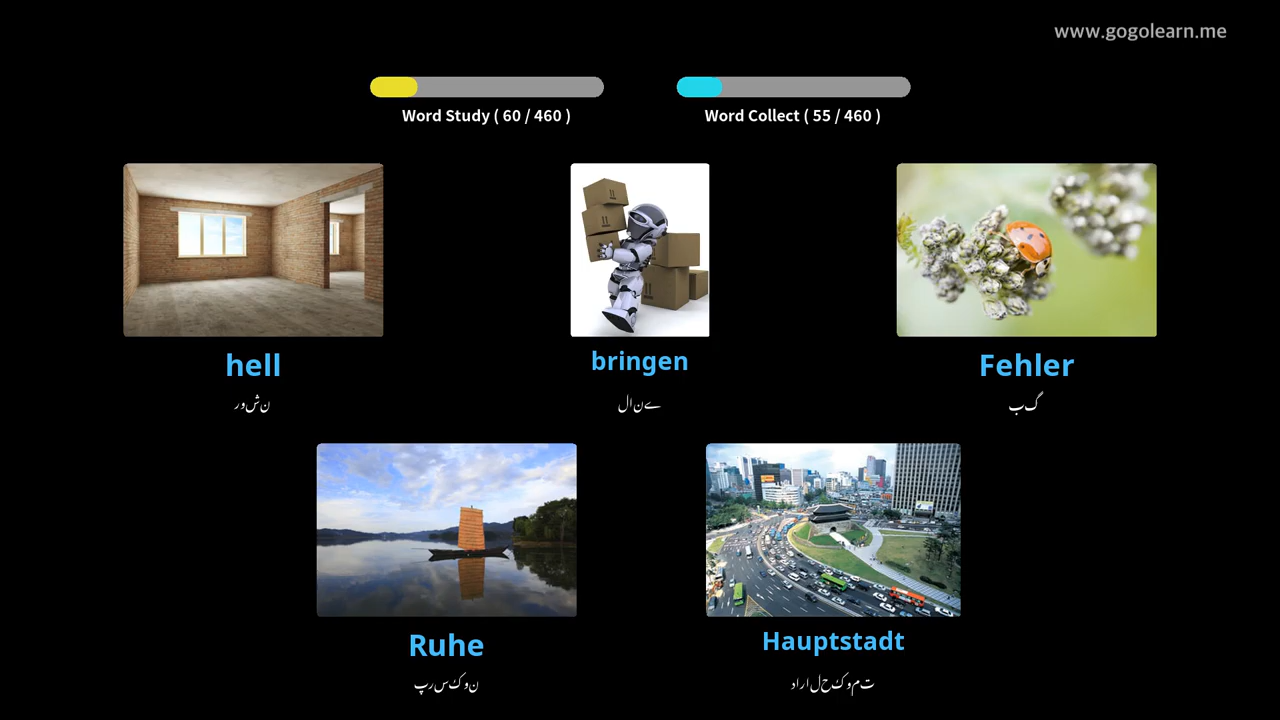 www.gogolearn.me
Word Study ( 60 / 460 )
Word Collect ( 55 / 460 )
hell
bringen
Fehler
روشن
لانے
بگ
Ruhe
Hauptstadt
پرسکون
دارالحکومت